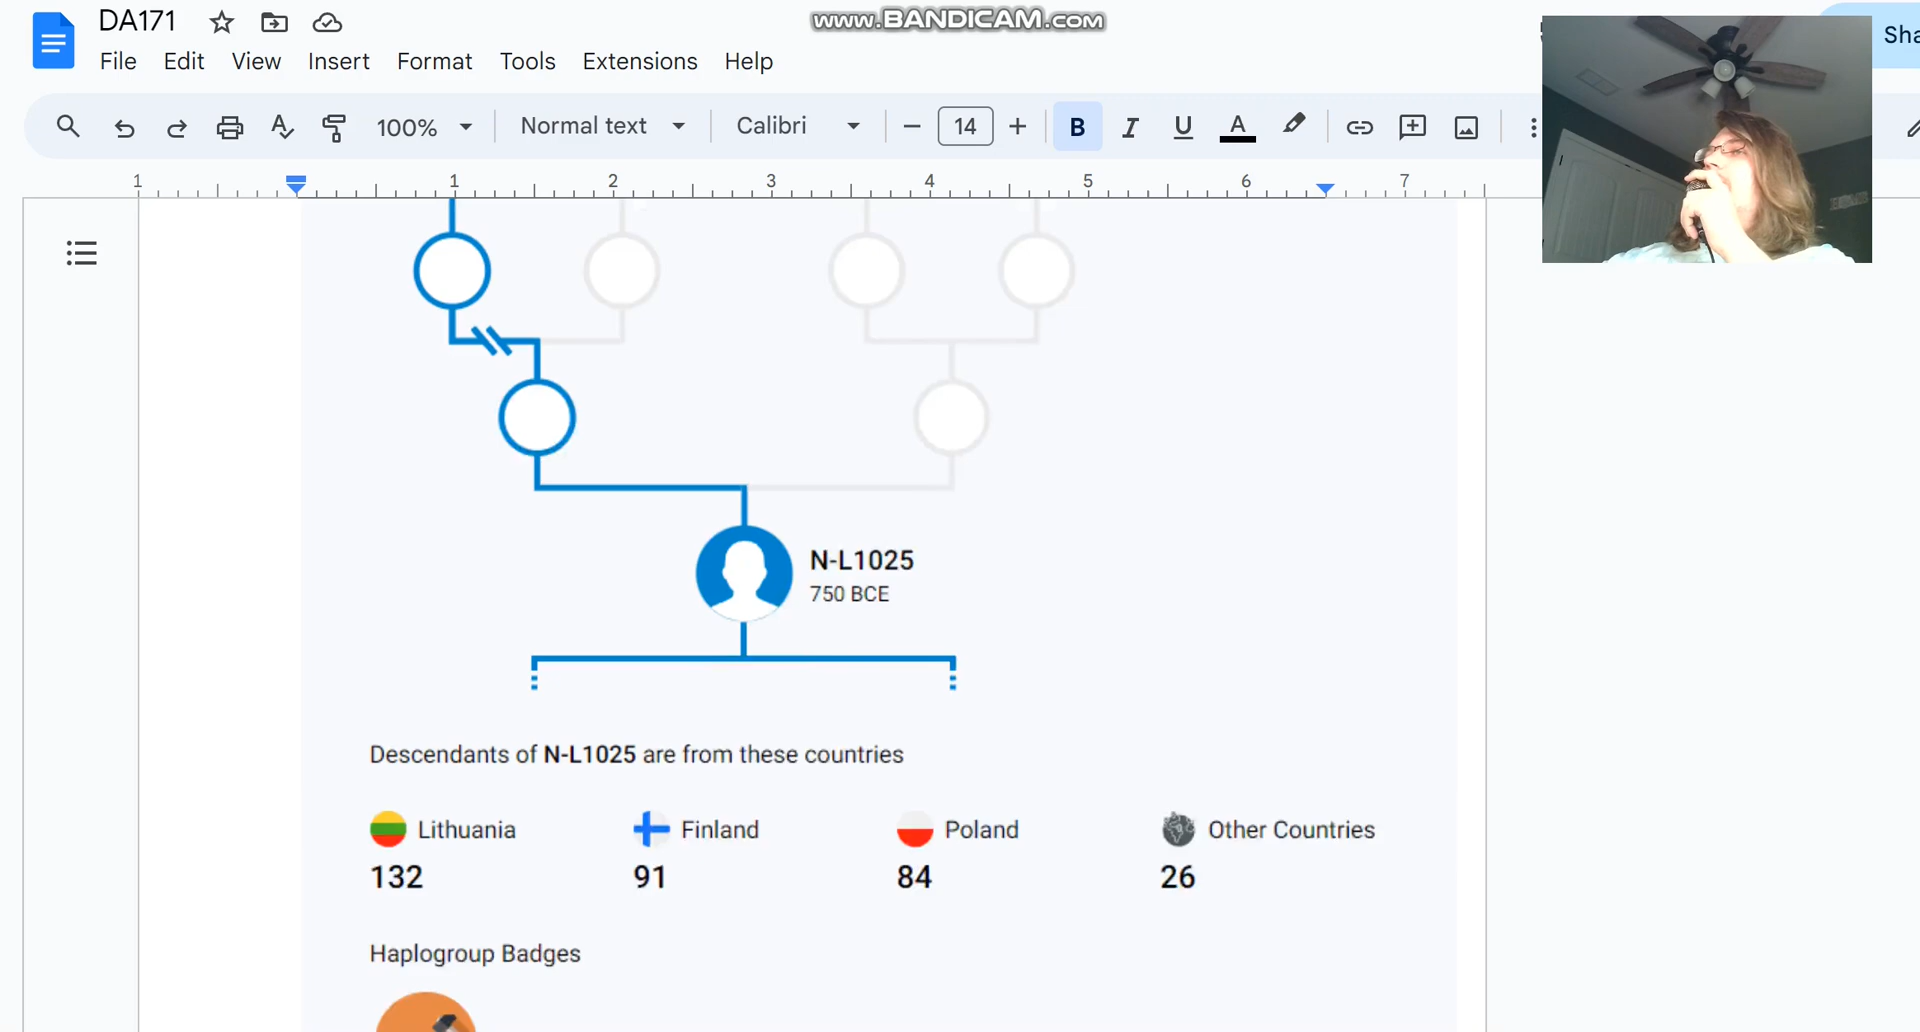 DA171
www.BANDICAM.com
Sha
File Edit View Insert Format Tools Extensions Help
100% Normal text Calibri 14 B I U A
1 1 2 3 4 5 6 7
N-L1025
750 BCE
Descendants of N-L1025 are from these countries
Lithuania Finland Poland Other Countries
132 91 84 26
Haplogroup Badges